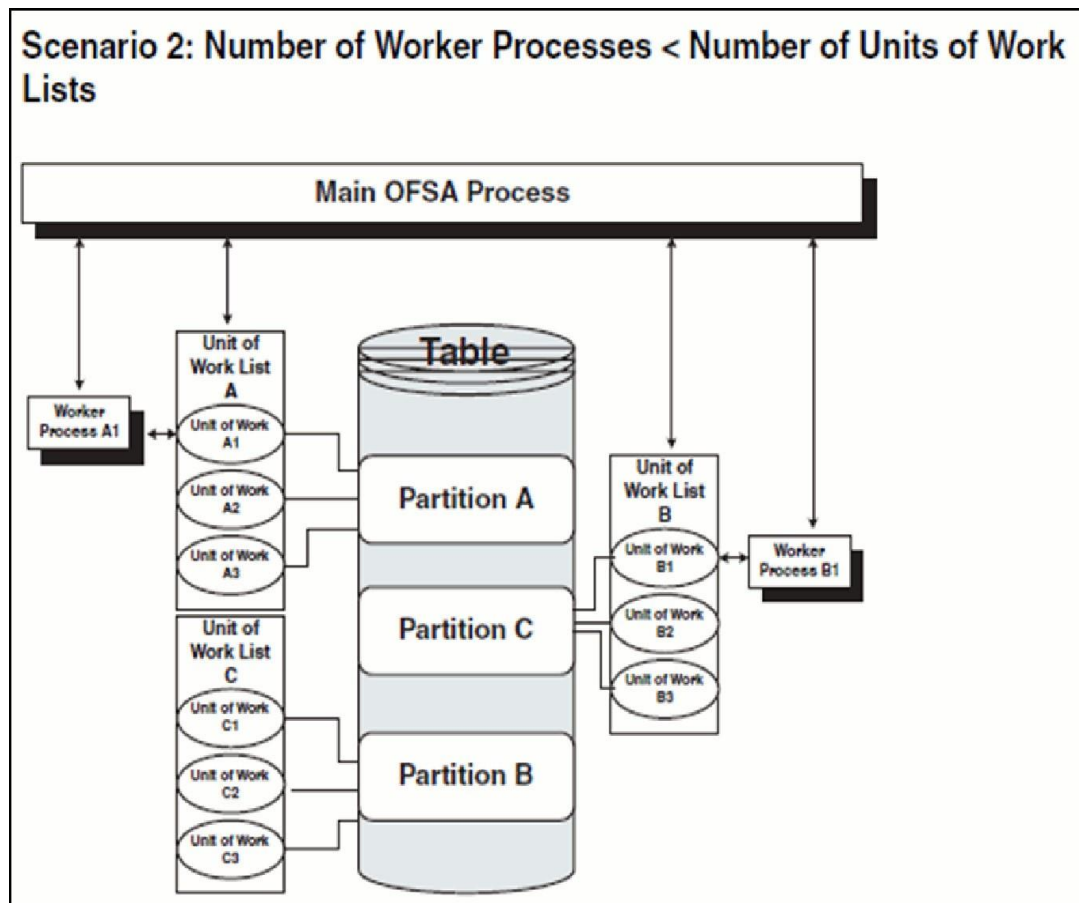 Scenario 2: Number of Worker Processes < Number of Units of Work
Lists
Main OFSA Process
Unit of
Work List
A
Worker
Process A1
Unit of Work
A1
Unit of Work
A2
Unit of Work
A3
Unit of
Work List
C
Unit of Work
C1
Unit of Work
C2
Unit of Work
C3
Table
Partition A
Partition C
Partition B
Unit of
Work List
B
Unit of Work
B1
Unit of Work
B2
Unit of Work
B3
Worker
Process B1